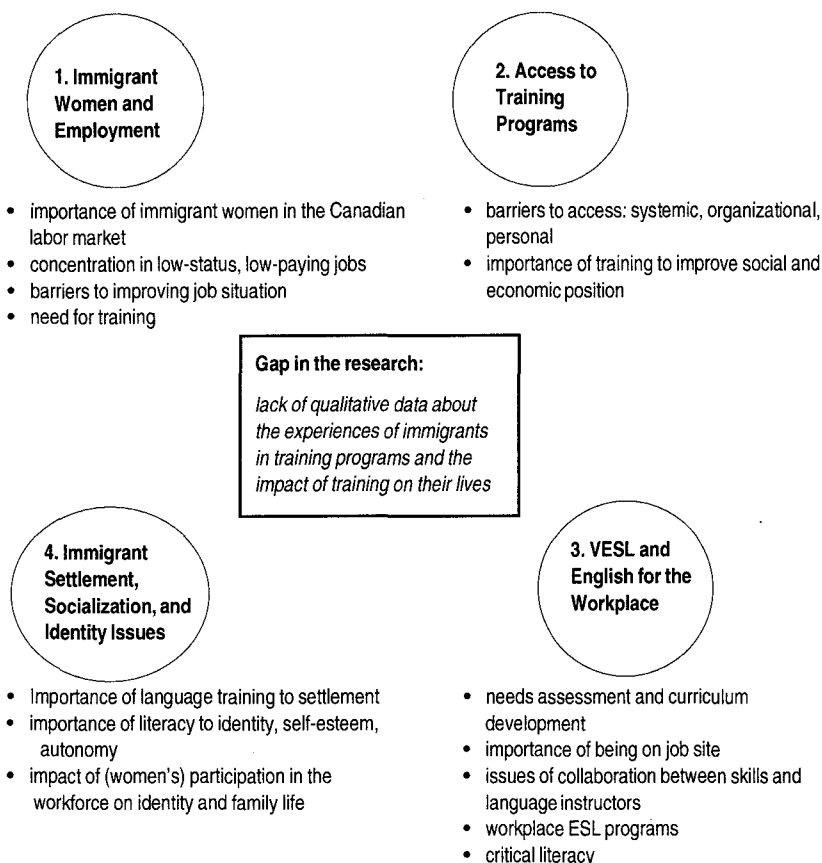 1. Immigrant
Women and
Employment
• importance of immigrant women in the Canadian
labor market
• concentration in low-status, low-paying jobs
• barriers to improving job situation
• need for training
2. Access to
Training
Programs
• barriers to access: systemic, organizational,
personal
• importance of training to improve social and
economic position
Gap in the research:
lack of qualitative data about
the experiences of immigrants
in training programs and the
impact of training on their lives
4. Immigrant
Settlement,
Socialization, and
Identity Issues
• Importance of language training to settlement
• importance of literacy to identity, self-esteem,
autonomy
• impact of (women's) participation in the
workforce on identity and family life
3. VESL and
English for the
Workplace
• needs assessment and curriculum
development
• importance of being on job site
• issues of collaboration between skills and
language instructors
• workplace ESL programs
• critical literacy